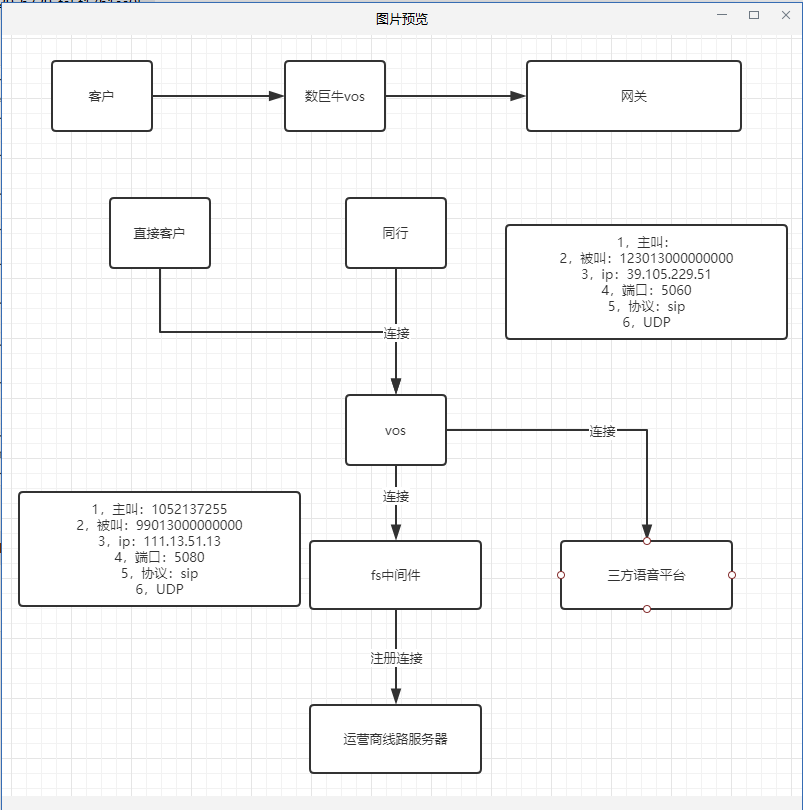 图片预览
客户
数巨牛vos
网关
直接客户
同行
1，主叫：
2，被叫：123013000000000
3，ip：39.105.229.51
4，端口：5060
5，协议：sip
6，UDP
连接
vos
连接
连接
1，主叫：1052137255
2，被叫：99013000000000
3，ip：111.13.51.13
4，端口：5080
5，协议：sip
6，UDP
fs中间件
三方语音平台
注册连接
运营商线路服务器